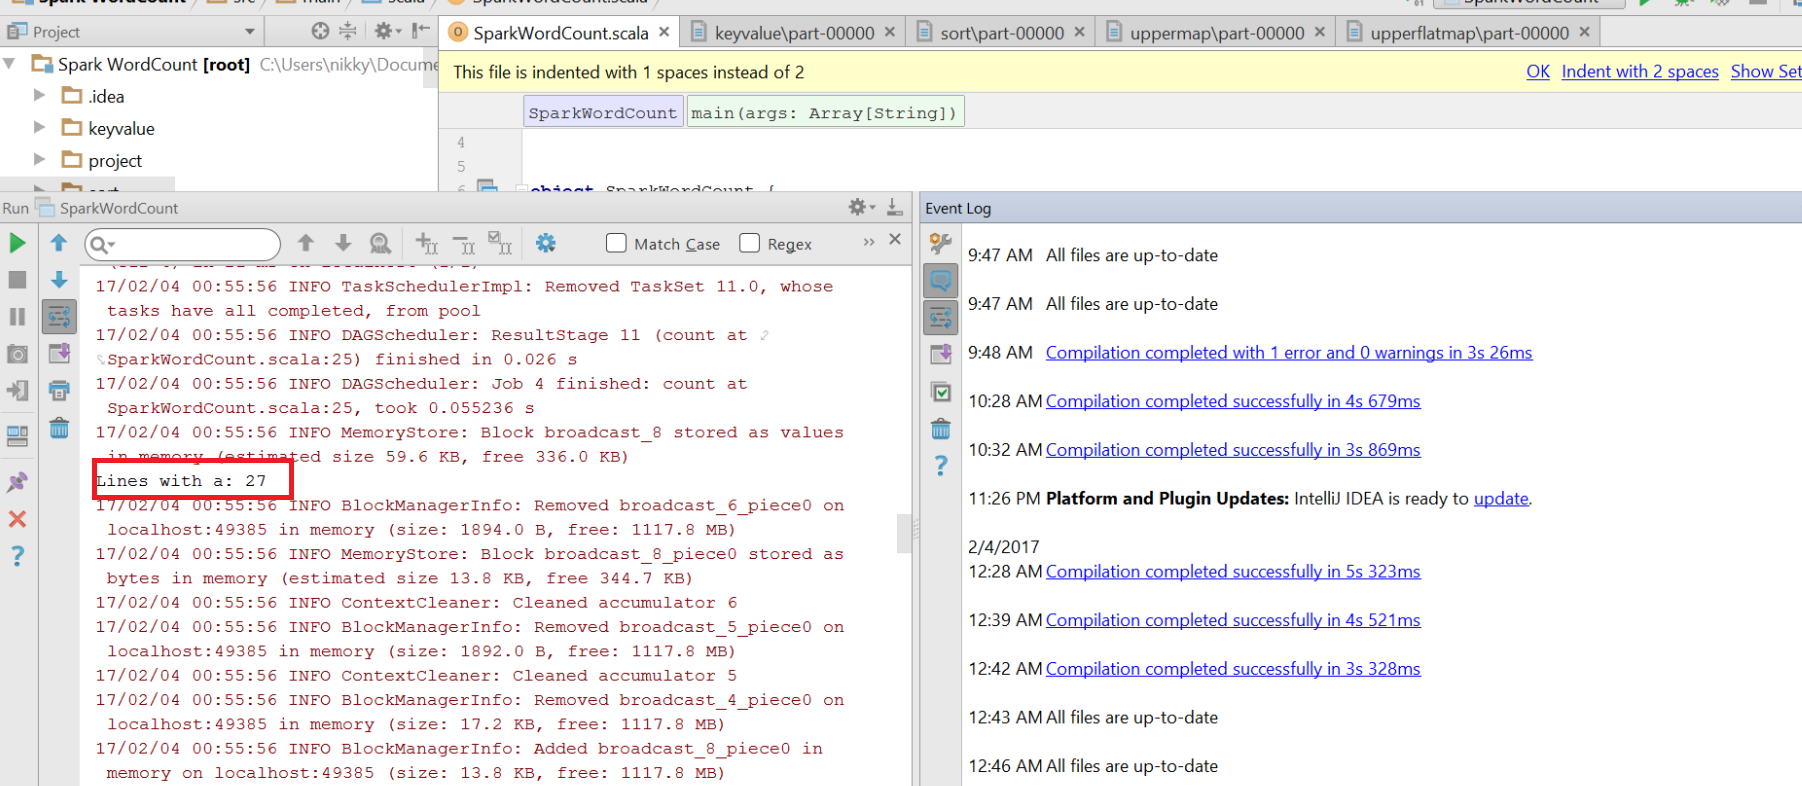 Spark WordCount
src
main
scala
SparkWordCount.scala
SparkWordCount
Project
SparkWordCount.scala
keyvalue\part-00000
sort\part-00000
uppermap\part-00000
upperflatmap\part-00000
Spark WordCount [root] C:\Users\nikky\Docume
This file is indented with 1 spaces instead of 2
OK Indent with 2 spaces Show Set
.idea
SparkWordCount main(args: Array[String])
keyvalue
4
project
5
sort
6 object SparkWordCount {
Run SparkWordCount
Event Log
Match Case
Regex
17/02/04 00:55:56 INFO TaskSchedulerImpl: Removed TaskSet 11.0, whose
tasks have all completed, from pool
17/02/04 00:55:56 INFO DAGScheduler: ResultStage 11 (count at
SparkWordCount.scala:25) finished in 0.026 s
17/02/04 00:55:56 INFO DAGScheduler: Job 4 finished: count at
SparkWordCount.scala:25, took 0.055236 s
17/02/04 00:55:56 INFO MemoryStore: Block broadcast_8 stored as values
in memory (estimated size 59.6 KB, free 336.0 KB)
Lines with a: 27
17/02/04 00:55:56 INFO BlockManagerInfo: Removed broadcast_6_piece0 on
localhost:49385 in memory (size: 1894.0 B, free: 1117.8 MB)
17/02/04 00:55:56 INFO MemoryStore: Block broadcast_8_piece0 stored as
bytes in memory (estimated size 13.8 KB, free 344.7 KB)
17/02/04 00:55:56 INFO ContextCleaner: Cleaned accumulator 6
17/02/04 00:55:56 INFO BlockManagerInfo: Removed broadcast_5_piece0 on
localhost:49385 in memory (size: 1892.0 B, free: 1117.8 MB)
17/02/04 00:55:56 INFO ContextCleaner: Cleaned accumulator 5
17/02/04 00:55:56 INFO BlockManagerInfo: Removed broadcast_4_piece0 on
localhost:49385 in memory (size: 17.2 KB, free: 1117.8 MB)
17/02/04 00:55:56 INFO BlockManagerInfo: Added broadcast_8_piece0 in
memory on localhost:49385 (size: 13.8 KB, free: 1117.8 MB)
9:47 AM All files are up-to-date
9:47 AM All files are up-to-date
9:48 AM Compilation completed with 1 error and 0 warnings in 3s 26ms
10:28 AM Compilation completed successfully in 4s 679ms
10:32 AM Compilation completed successfully in 3s 869ms
11:26 PM Platform and Plugin Updates: IntelliJ IDEA is ready to update.
2/4/2017
12:28 AM Compilation completed successfully in 5s 323ms
12:39 AM Compilation completed successfully in 4s 521ms
12:42 AM Compilation completed successfully in 3s 328ms
12:43 AM All files are up-to-date
12:46 AM All files are up-to-date